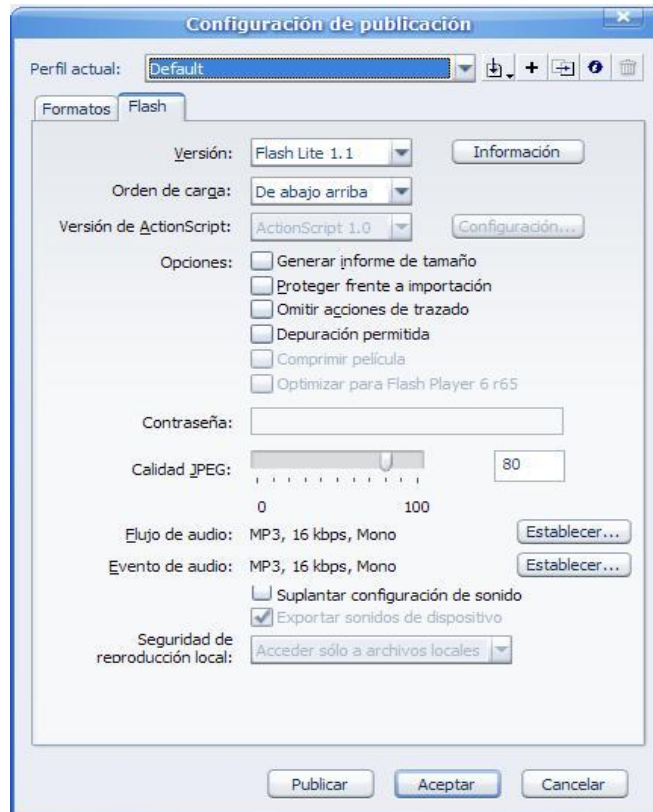 Configuración de publicación
Perfil actual: Default
Formatos Flash
Versión: Flash Lite 1.1 Información
Orden de carga: De abajo arriba
Versión de ActionScript: ActionScript 1.0 Configuración...
Opciones: Generar informe de tamaño
Proteger frente a importación
Omitir acciones de trazado
Depuración permitida
Comprimir película
Optimizar para Flash Player 6 r65
Contraseña:
Calidad JPEG: 80
0 100
Flujo de audio: MP3, 16 kbps, Mono Establecer...
Evento de audio: MP3, 16 kbps, Mono Establecer...
Suplantar configuración de sonido
Exportar sonidos de dispositivo
Seguridad de
reproducción local: Acceder sólo a archivos locales
Publicar Aceptar Cancelar